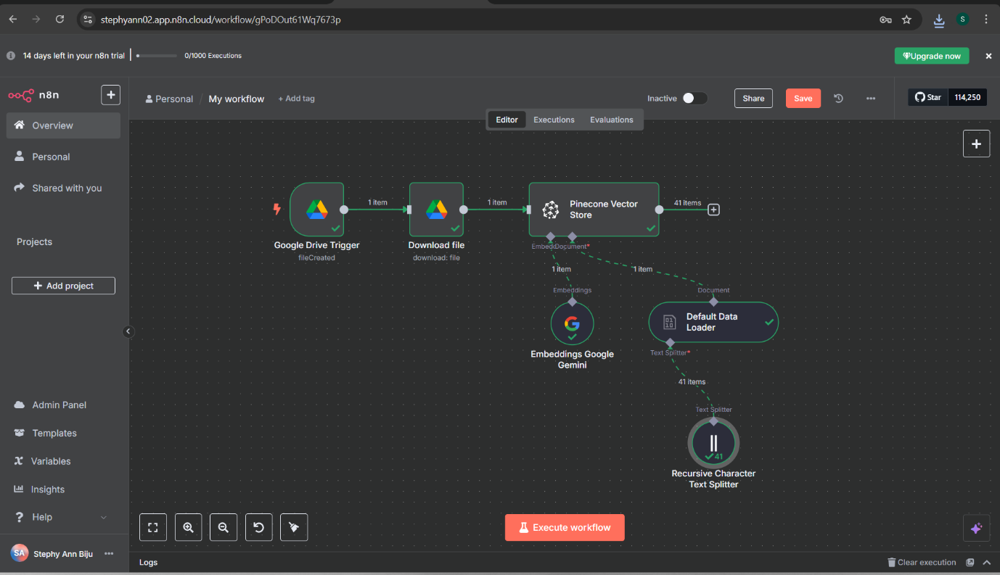 stephyann02.app.n8n.cloud/workflow/gPoDOut61Wq7673p
S
14 days left in your n8n trial
0/1000 Executions
Upgrade now
n8n
Personal / My workflow + Add tag
Inactive
Share
Save
Star 114,250
Editor Executions Evaluations
Overview
Personal
Shared with you
Projects
Add project
Admin Panel
Templates
Variables
Insights
Help
SA Stephy Ann Biju
1 item
1 item
41 items
Google Drive Trigger
fileCreated
Download file
download: file
Pinecone Vector
Store
Document*
1 item
1 item
Embeddings
Document
Embeddings Google
Gemini
Default Data
Loader
Text Splitter*
41 items
Text Splitter
41
Recursive Character
Text Splitter
Execute workflow
Logs
Clear execution